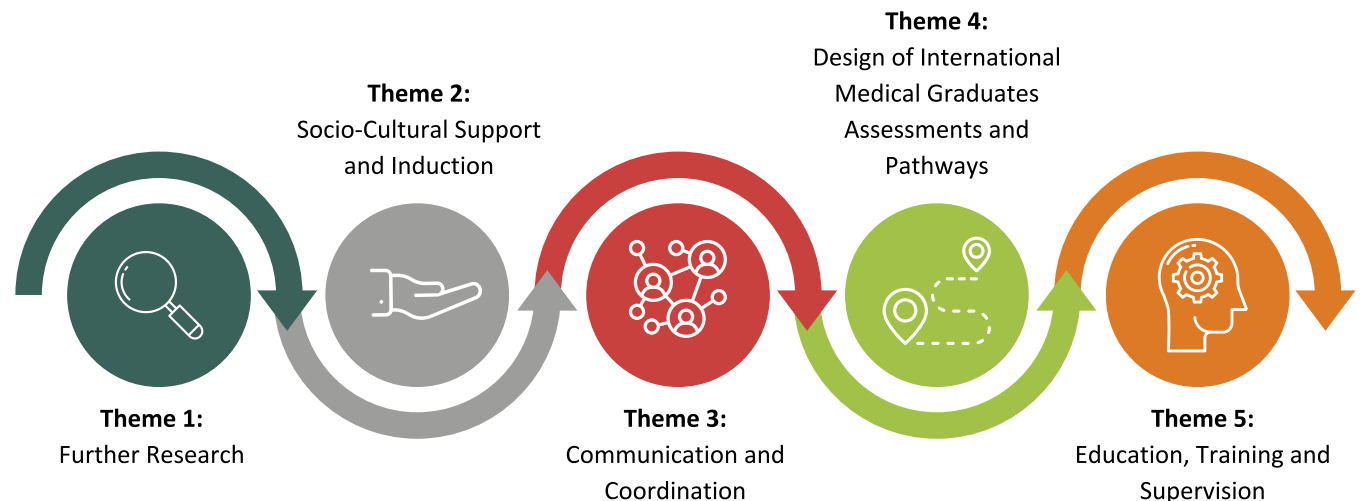 Theme 1:
Further Research
Theme 2:
Socio-Cultural Support
and Induction
Theme 3:
Communication and
Coordination
Theme 4:
Design of International
Medical Graduates
Assessments and
Pathways
Theme 5:
Education, Training and
Supervision